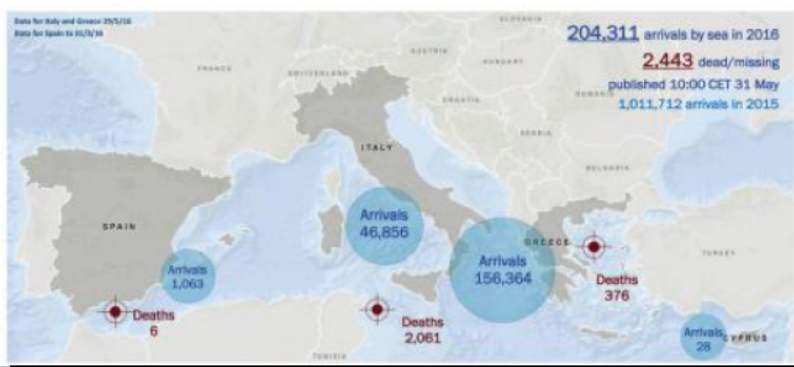 Data for Italy and Greece 29/5/16
Data for Spain to 31/3/16
204,311 arrivals by sea in 2016
2,443 dead/missing
published 10:00 CET 31 May
1,011,712 arrivals in 2015
SLOVAKIA
AUSTRIA
HUNGARY
FRANCE
SWITZERLAND
ROMANIA
CROATIA
SERBIA
ITALY
BULGARIA
SPAIN
Arrivals
46,856
GREECE
TURKEY
Arrivals
1,063
Arrivals
156,364
Deaths
376
Deaths
6
Deaths
2,061
Arrivals
28
CYPRUS
TUNISIA